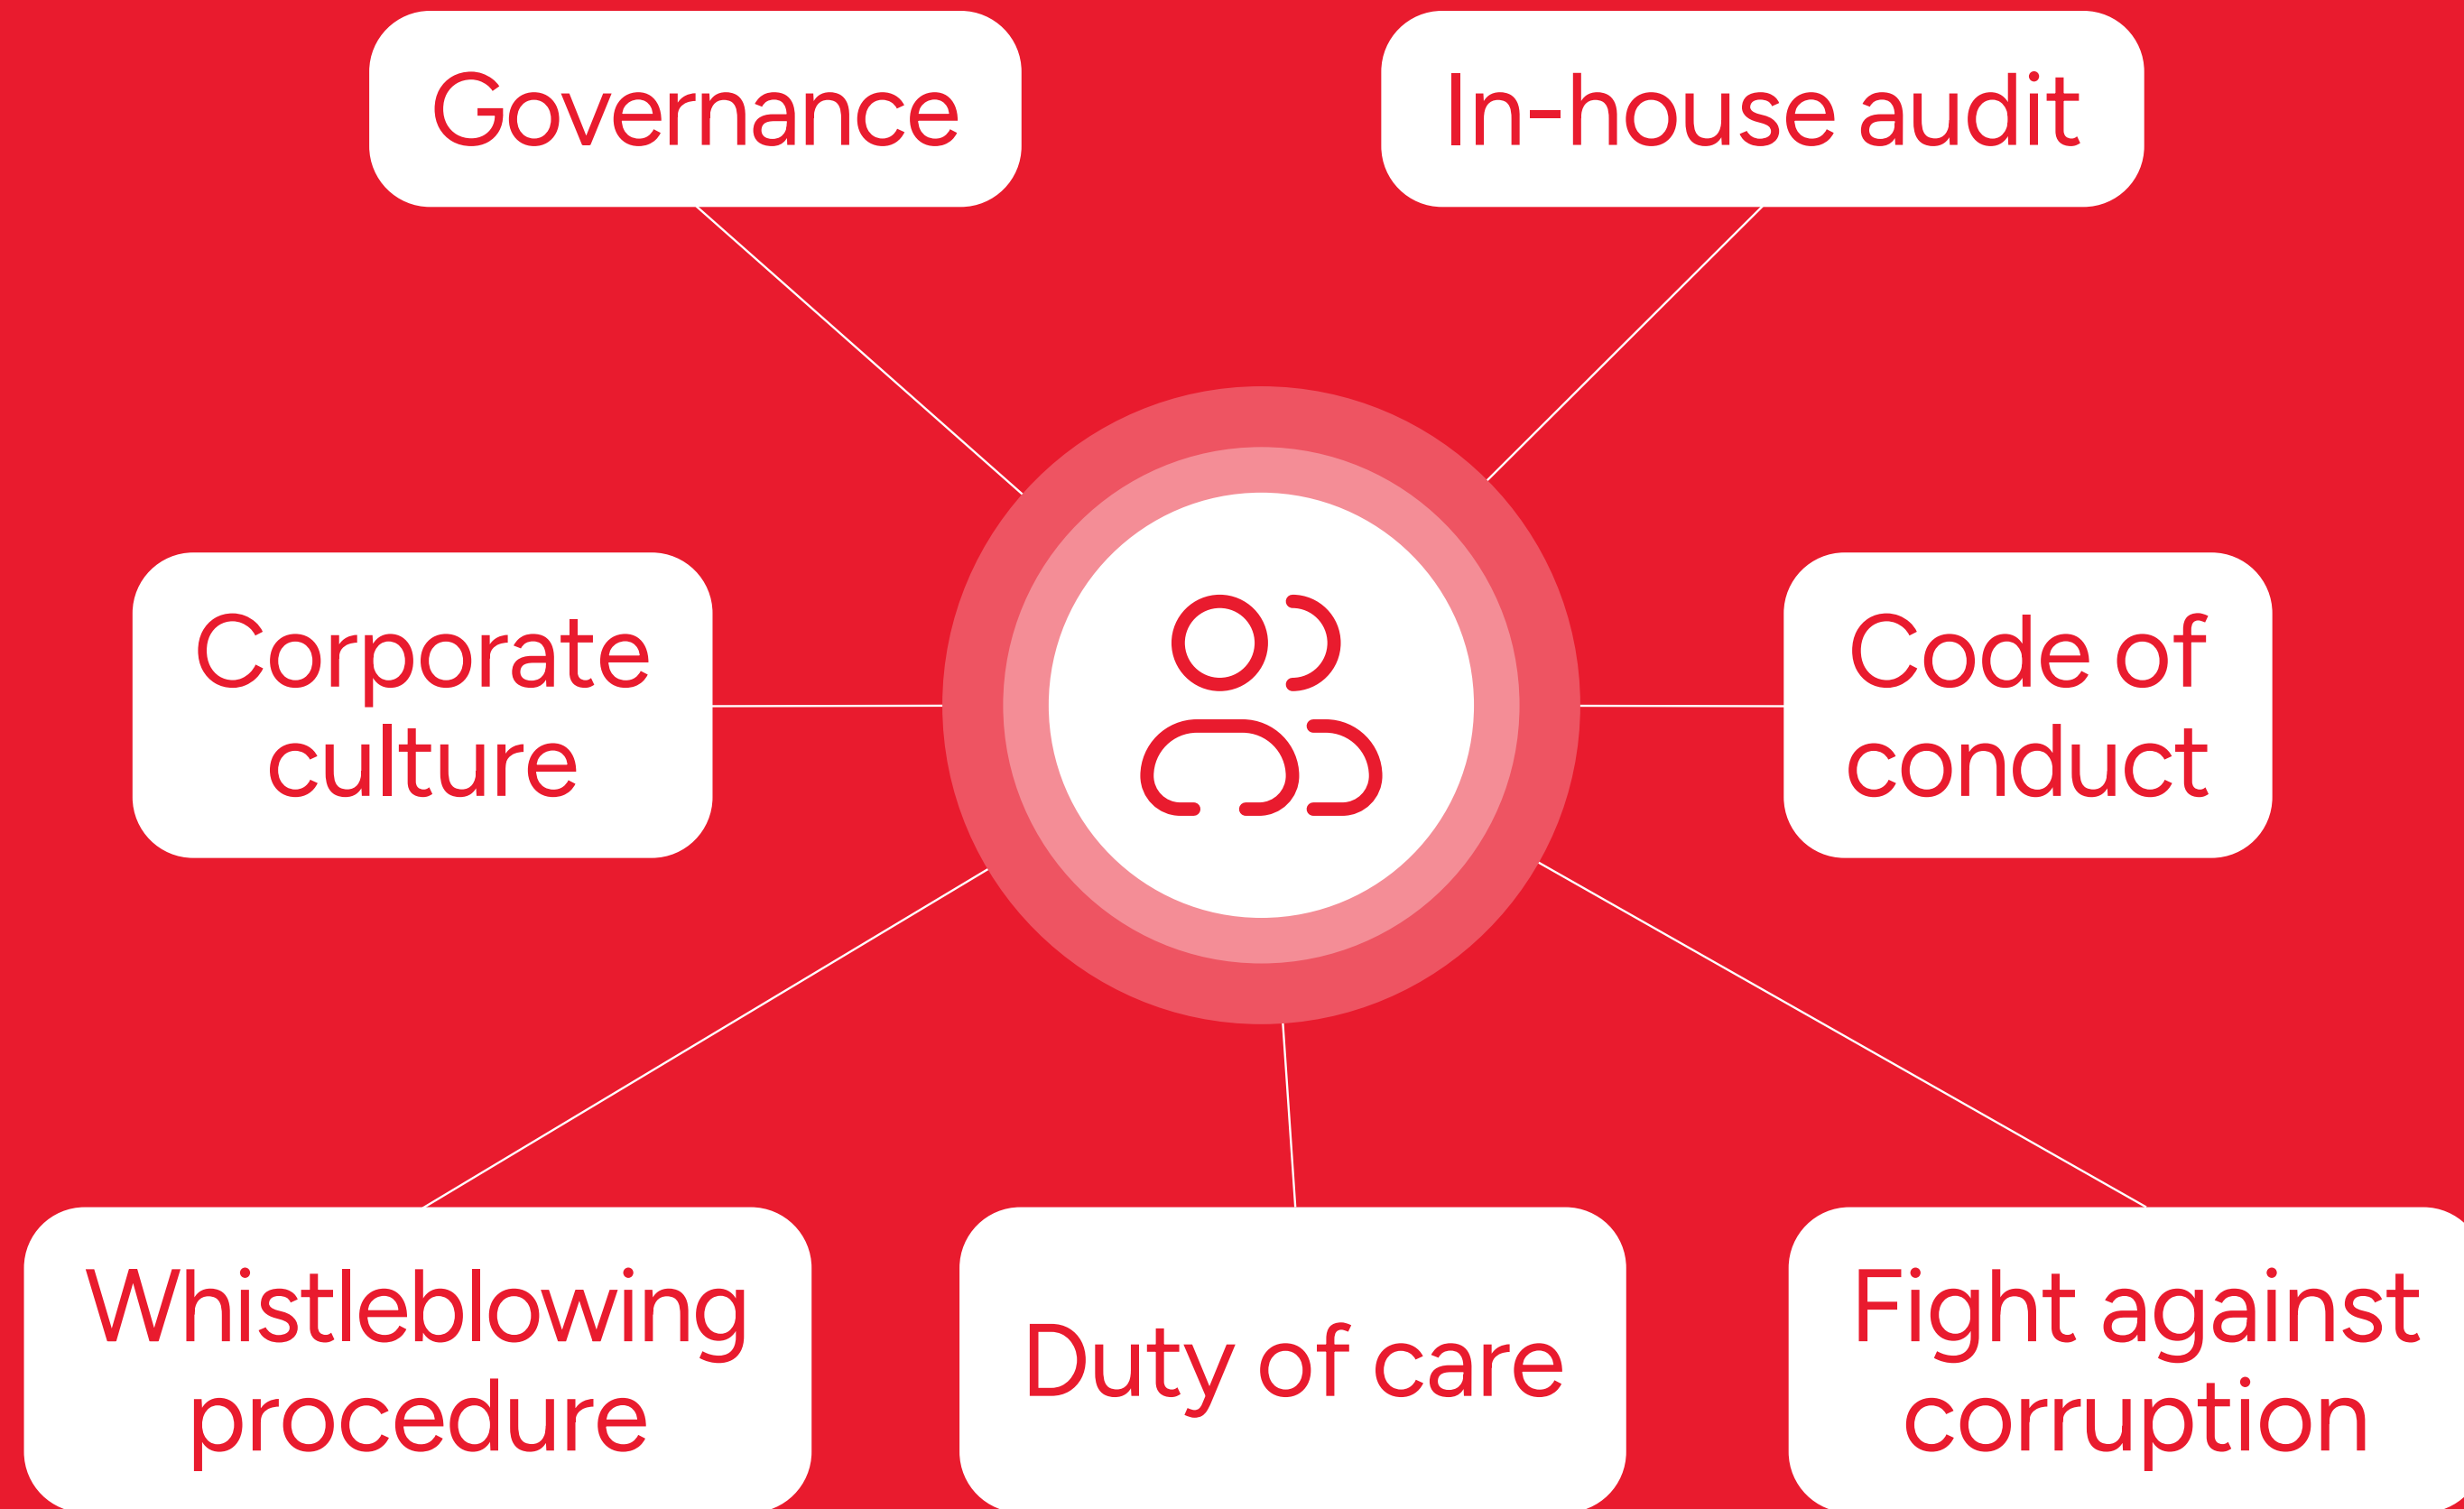 Governance
In-house audit
Corporate
culture
Code of
conduct
Whistleblowing
procedure
Duty of care
Fight against
corruption